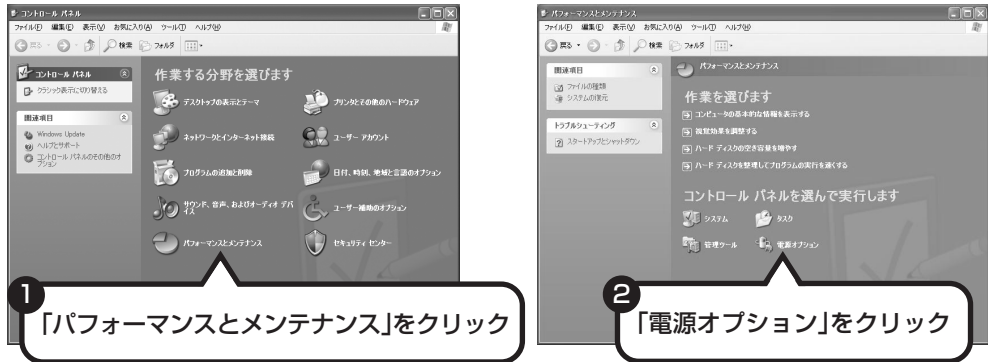 コントロール パネル
ファイル(F) 編集(E) 表示(V) お気に入り(A) ツール(T) ヘルプ(H)
戻る 検索 フォルダ
コントロール パネル
クラシック表示に切り替える
関連項目
Windows Update
ヘルプとサポート
コントロール パネルのその他のオプション
作業する分野を選びます
デスクトップの表示とテーマ
プリンタとその他のハードウェア
ネットワークとインターネット接続
ユーザー アカウント
プログラムの追加と削除
日付、時刻、地域と言語のオプション
サウンド、音声、およびオーディオ デバ
イス
ユーザー補助のオプション
パフォーマンスとメンテナンス
セキュリティ センター
1
「パフォーマンスとメンテナンス」をクリック
パフォーマンスとメンテナンス
ファイル(F) 編集(E) 表示(V) お気に入り(A) ツール(T) ヘルプ(H)
戻る 検索 フォルダ
関連項目
ファイルの種類
システムの復元
トラブルシューティング
スタートアップとシャットダウン
パフォーマンスとメンテナンス
作業を選びます
コンピュータの基本的な情報を表示する
視覚効果を調整する
ハード ディスクの空き容量を増やす
ハード ディスクを整理してプログラムの実行を速くする
コントロール パネルを選んで実行します
システム
タスク
管理ツール
電源オプション
2
「電源オプション」をクリック